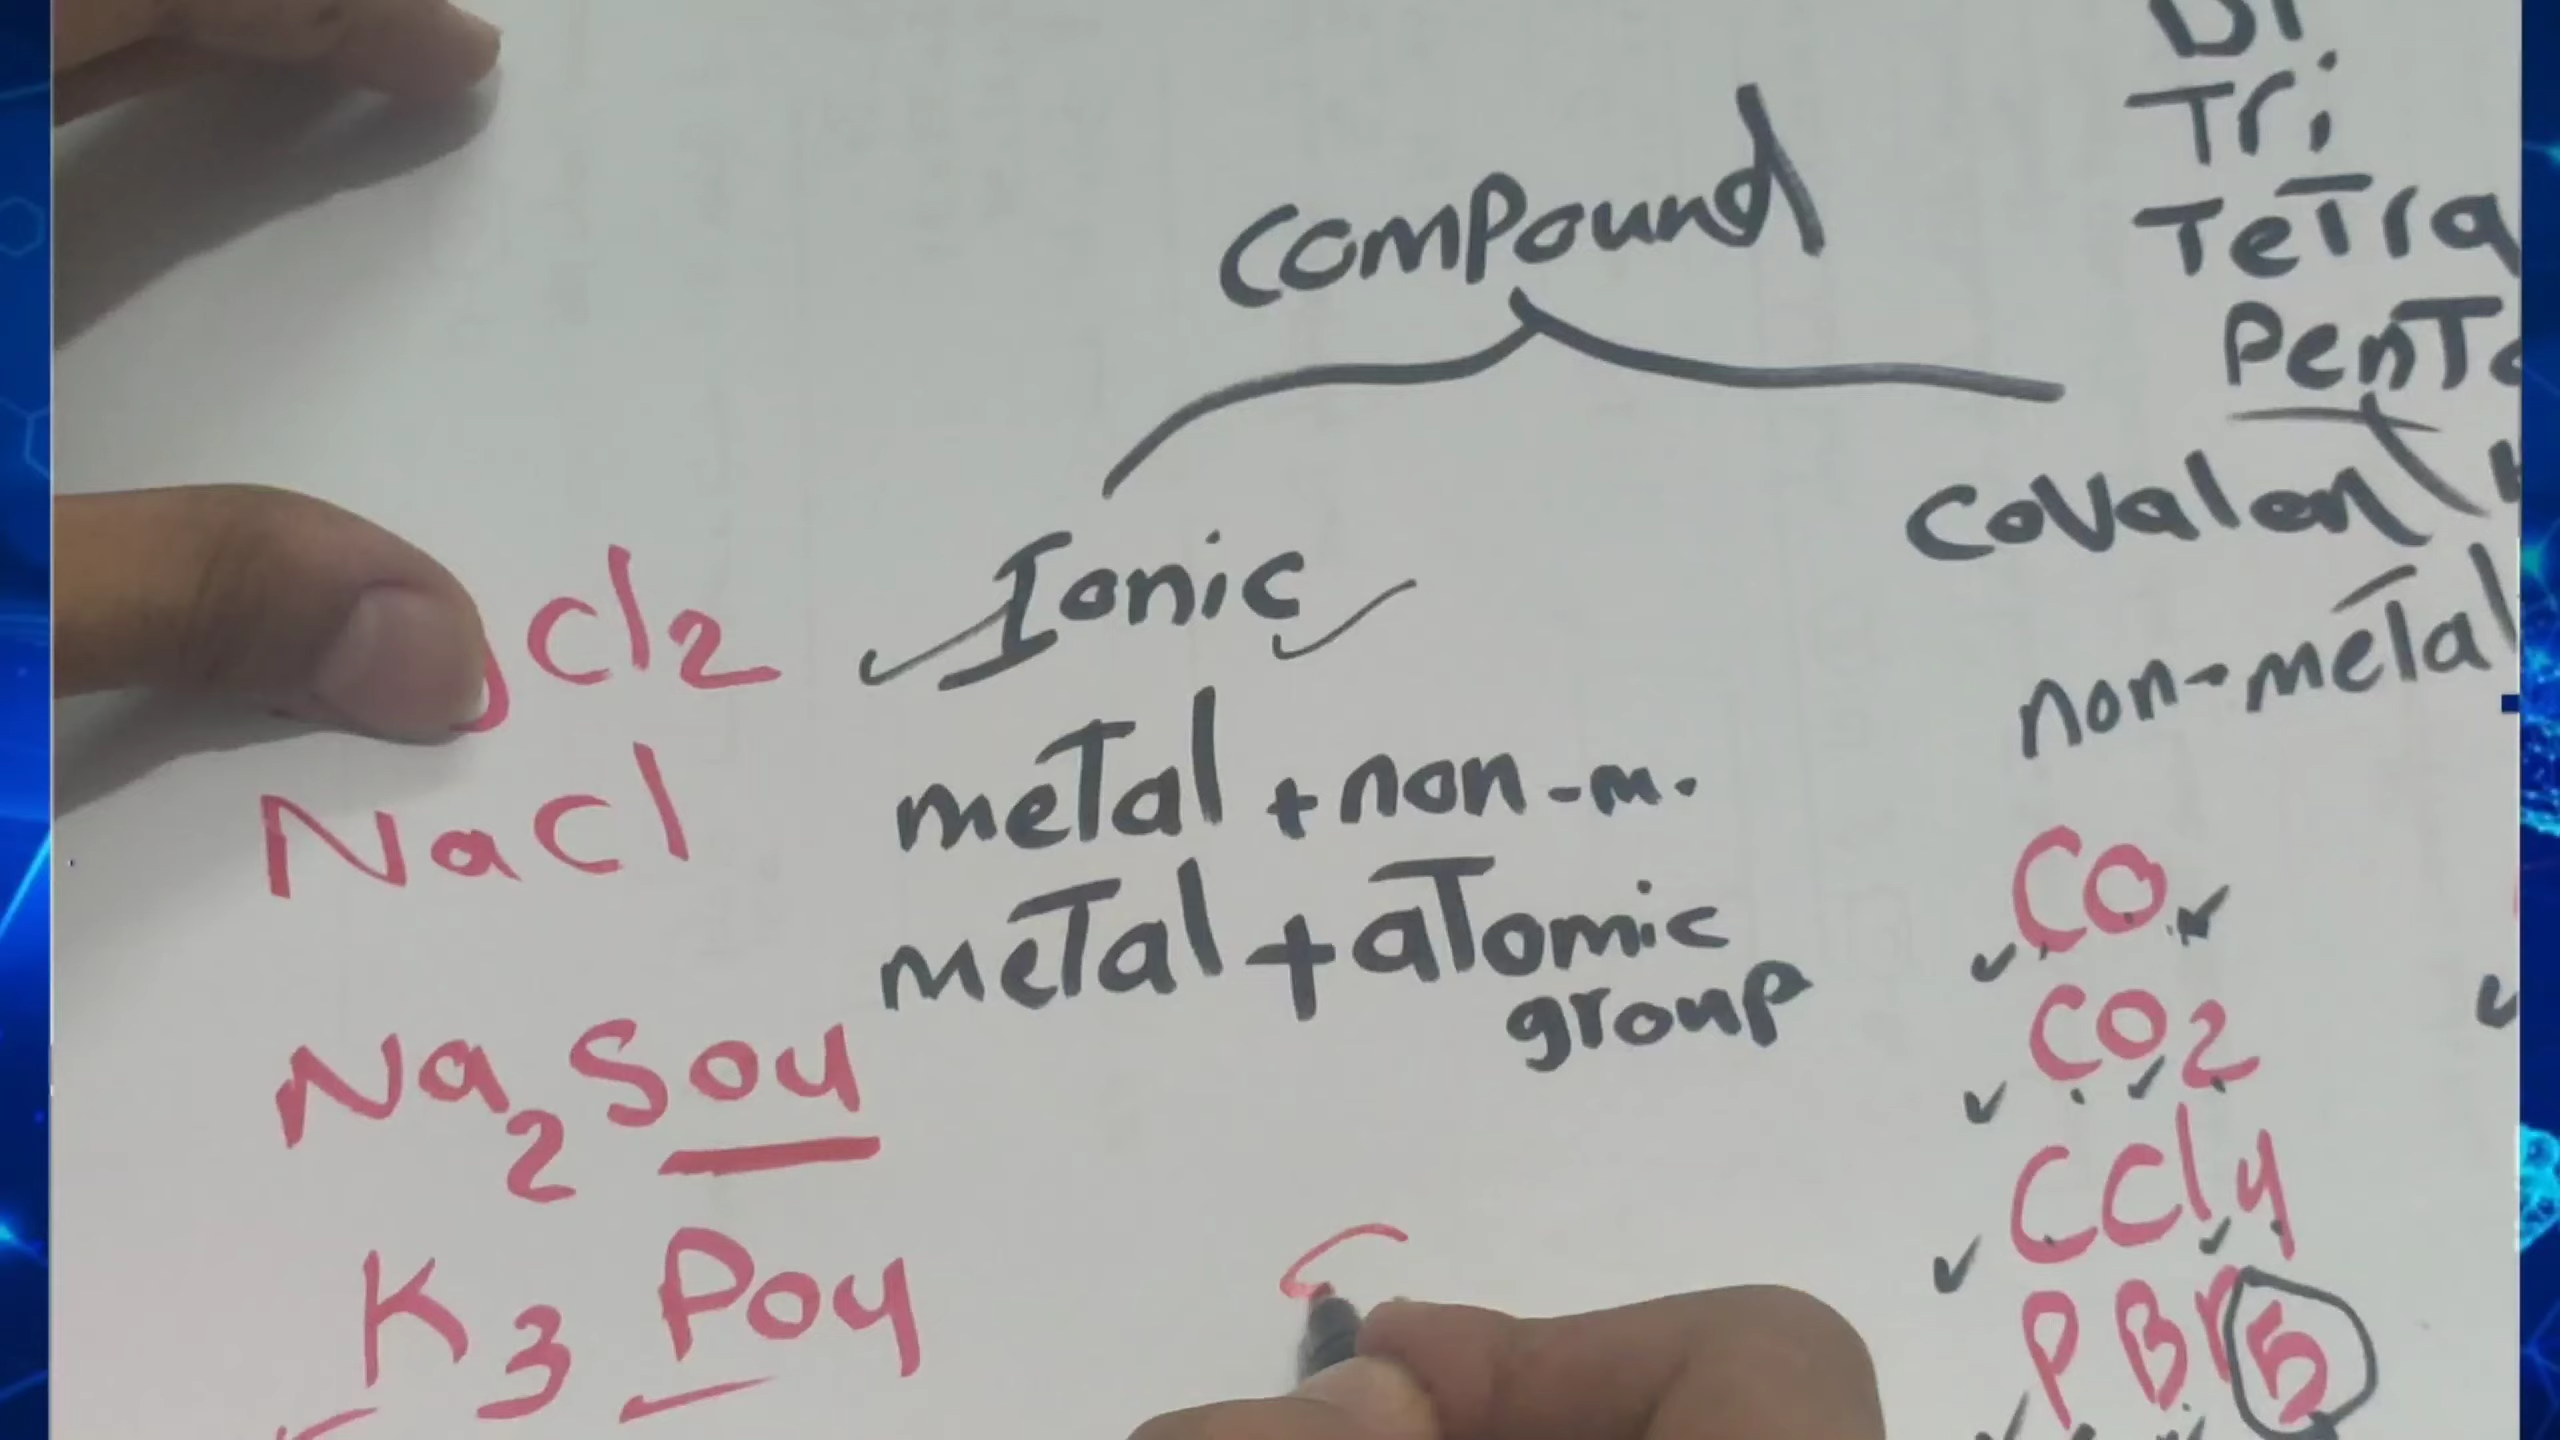 Di
Tri
Tetra
Penta
Compound
Ionic
Covalent
metal + non-m.
metal + atomic
group
non-metal
Cl2
NaCl
Na2So4
K3Po4
CO
CO2
CCl4
PBr5